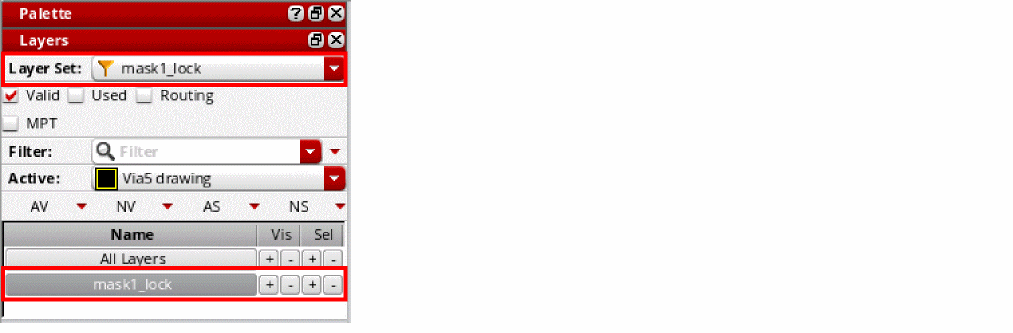 Palette ?
Layers
Layer Set: mask1_lock
Valid Used Routing
MPT
Filter: Filter
Active: Via5 drawing
AV NV AS NS
Name Vis Sel
All Layers + - + -
mask1_lock + - + -